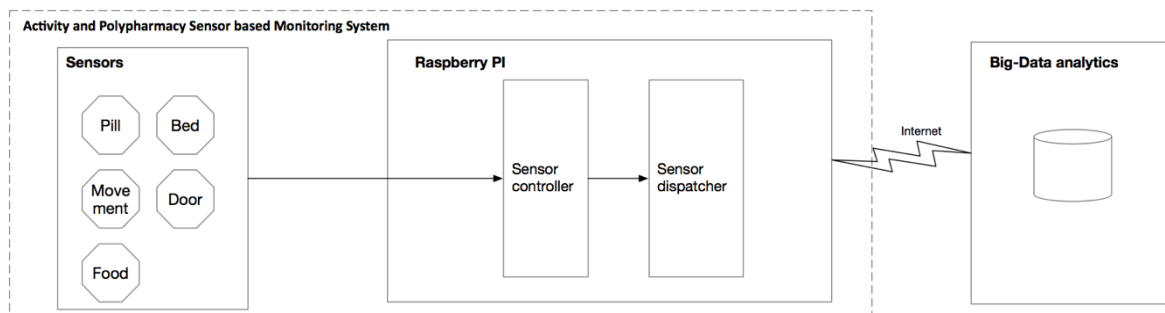 Activity and Polypharmacy Sensor based Monitoring System
Sensors
Pill
Bed
Move
ment
Door
Food
Raspberry PI
Sensor
controller
Sensor
dispatcher
Internet
Big-Data analytics